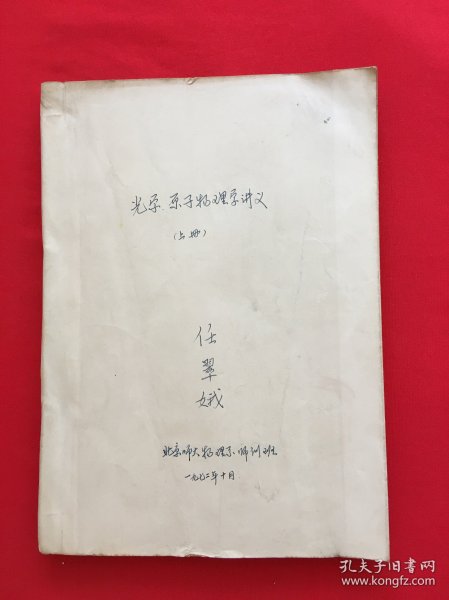 光学、原子物理学讲义
（上册）
任
翠
娥
北京师大物理系师训班
一九七二年十月
孔夫子旧书网
www.kongfz.com